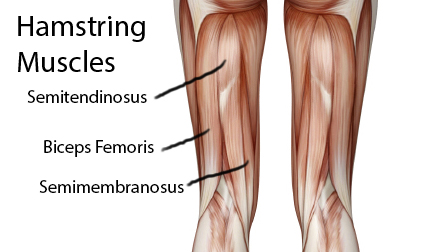 Hamstring
Muscles
Semitendinosus
Biceps Femoris
Semimembranosus